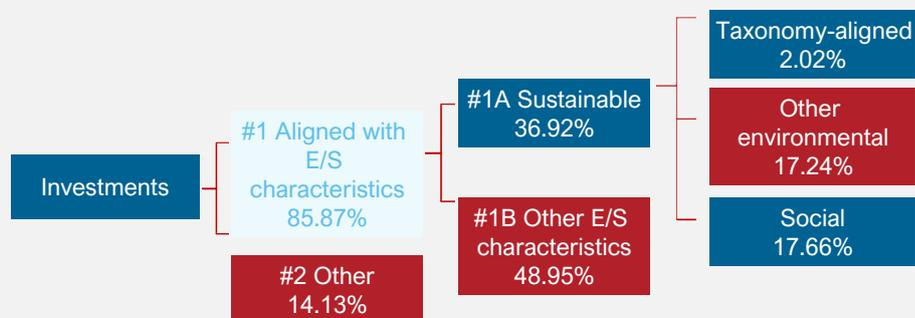 Investments
#1 Aligned with
E/S
characteristics
85.87%
#2 Other
14.13%
#1A Sustainable
36.92%
#1B Other E/S
characteristics
48.95%
Taxonomy-aligned
2.02%
Other
environmental
17.24%
Social
17.66%